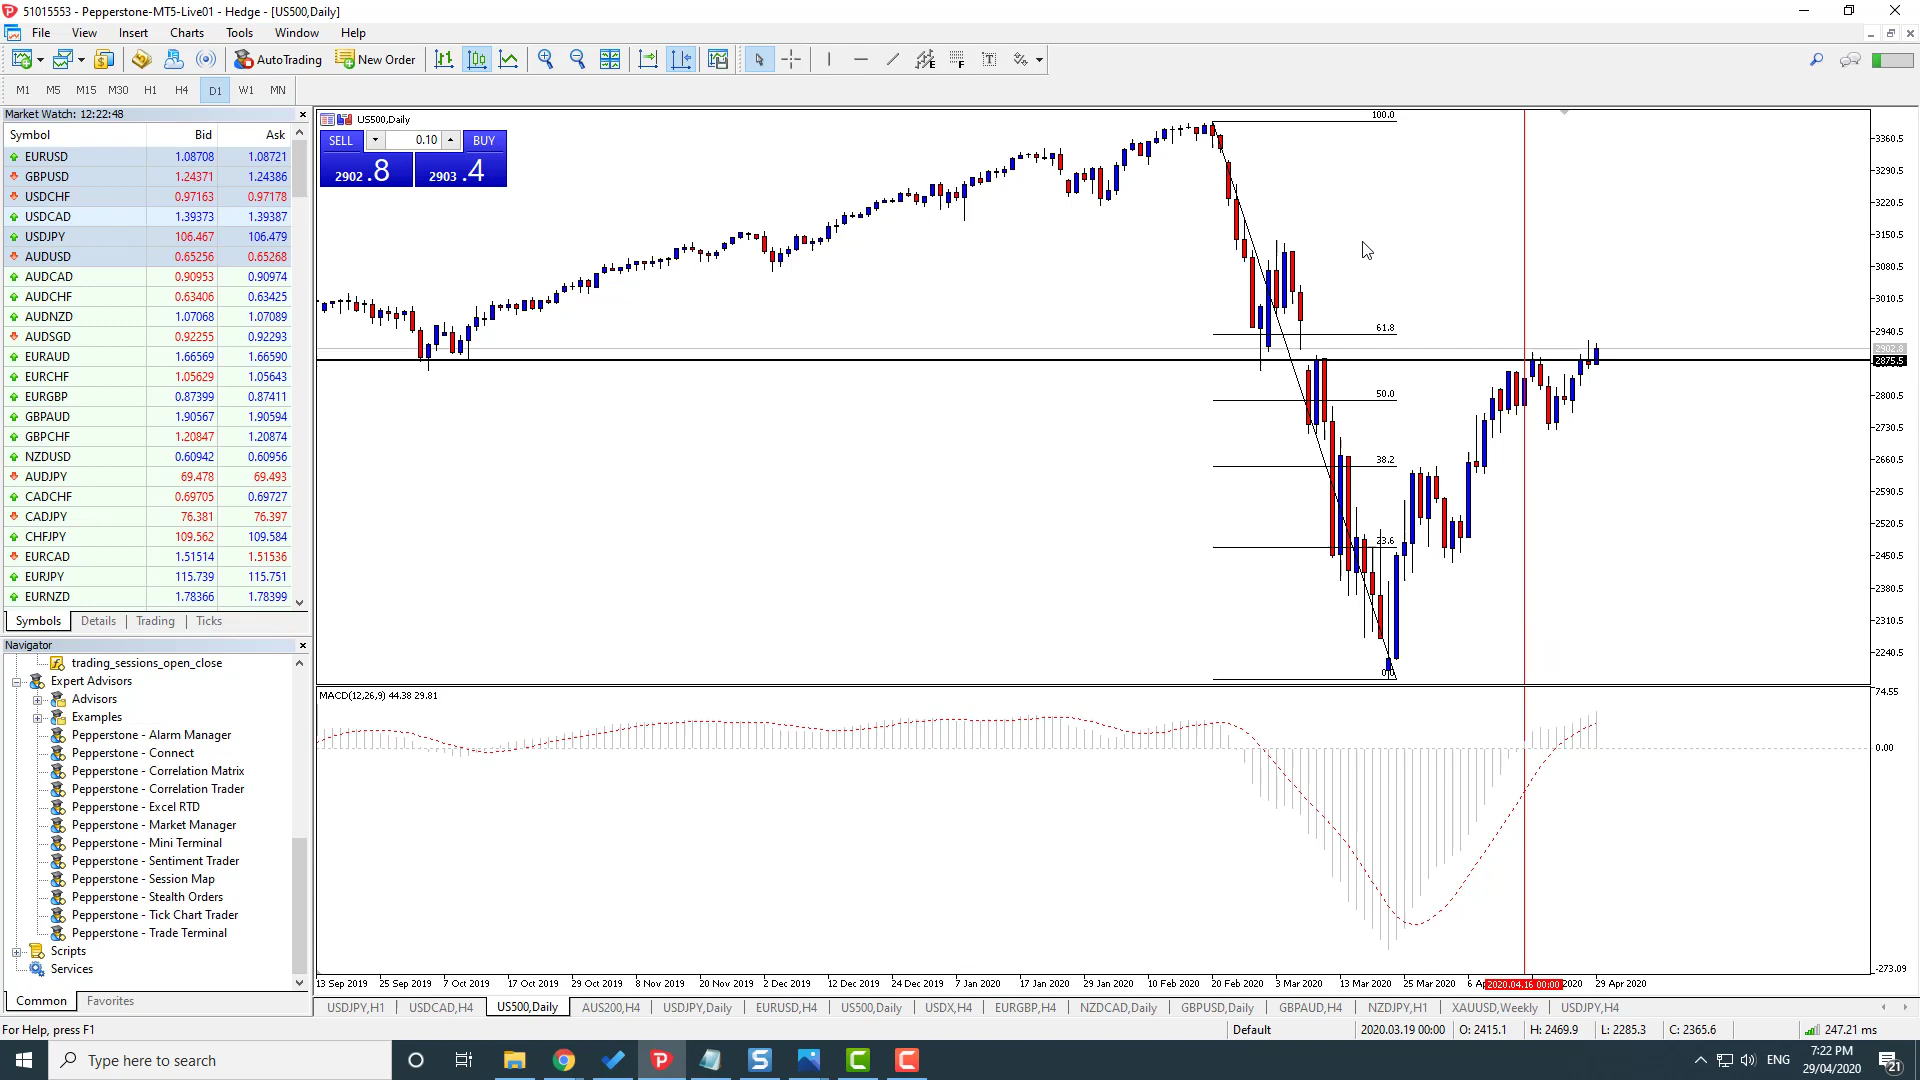 51015553 - Pepperstone-MT5-Live01 - Hedge - [US500,Daily]
File View Insert Charts Tools Window Help
AutoTrading New Order
M1 M5 M15 M30 H1 H4 D1 W1 MN
Market Watch: 12:22:48
Symbol Bid Ask
EURUSD 1.08708 1.08721
GBPUSD 1.24371 1.24386
USDCHF 0.97163 0.97178
USDCAD 1.39373 1.39387
USDJPY 106.467 106.479
AUDUSD 0.65256 0.65268
AUDCAD 0.90953 0.90974
AUDCHF 0.63406 0.63425
AUDNZD 1.07068 1.07089
AUDSGD 0.92255 0.92293
EURAUD 1.66569 1.66590
EURCHF 1.05629 1.05643
EURGBP 0.87399 0.87411
GBPAUD 1.90567 1.90594
GBPCHF 1.20847 1.20874
NZDUSD 0.60942 0.60956
AUDJPY 69.478 69.493
CADCHF 0.69705 0.69727
CADJPY 76.381 76.397
CHFJPY 109.562 109.584
EURCAD 1.51514 1.51536
EURJPY 115.739 115.751
EURNZD 1.78366 1.78399
Symbols Details Trading Ticks
Navigator
trading_sessions_open_close
Expert Advisors
Advisors
Examples
Pepperstone - Alarm Manager
Pepperstone - Connect
Pepperstone - Correlation Matrix
Pepperstone - Correlation Trader
Pepperstone - Excel RTD
Pepperstone - Market Manager
Pepperstone - Mini Terminal
Pepperstone - Sentiment Trader
Pepperstone - Session Map
Pepperstone - Stealth Orders
Pepperstone - Tick Chart Trader
Pepperstone - Trade Terminal
Scripts
Services
Common Favorites
US500,Daily
SELL 0.10 BUY
2902 .8 2903 .4
100.0
61.8
50.0
38.2
23.6
3360.5
3290.5
3220.5
3150.5
3080.5
3010.5
2940.5
2902.8
2875.5
2800.5
2730.5
2660.5
2590.5
2520.5
2450.5
2380.5
2310.5
2240.5
MACD(12,26,9) 44.38 29.81
74.55
0.00
-273.09
13 Sep 2019 25 Sep 2019 7 Oct 2019 17 Oct 2019 29 Oct 2019 8 Nov 2019 20 Nov 2019 2 Dec 2019 12 Dec 2019 24 Dec 2019 7 Jan 2020 17 Jan 2020 29 Jan 2020 10 Feb 2020 20 Feb 2020 3 Mar 2020 13 Mar 2020 25 Mar 2020 6 A 2020.04.16 00:00 2020 29 Apr 2020
USDJPY,H1 USDCAD,H4 US500,Daily AUS200,H4 USDJPY,Daily EURUSD,H4 US500,Daily USDX,H4 EURGBP,H4 NZDCAD,Daily GBPUSD,Daily GBPAUD,H4 NZDJPY,H1 XAUUSD,Weekly USDJPY,H4
For Help, press F1 Default 2020.03.19 00:00 O: 2415.1 H: 2469.9 L: 2285.3 C: 2365.6 247.21 ms
Type here to search
ENG
7:22 PM
29/04/2020
21